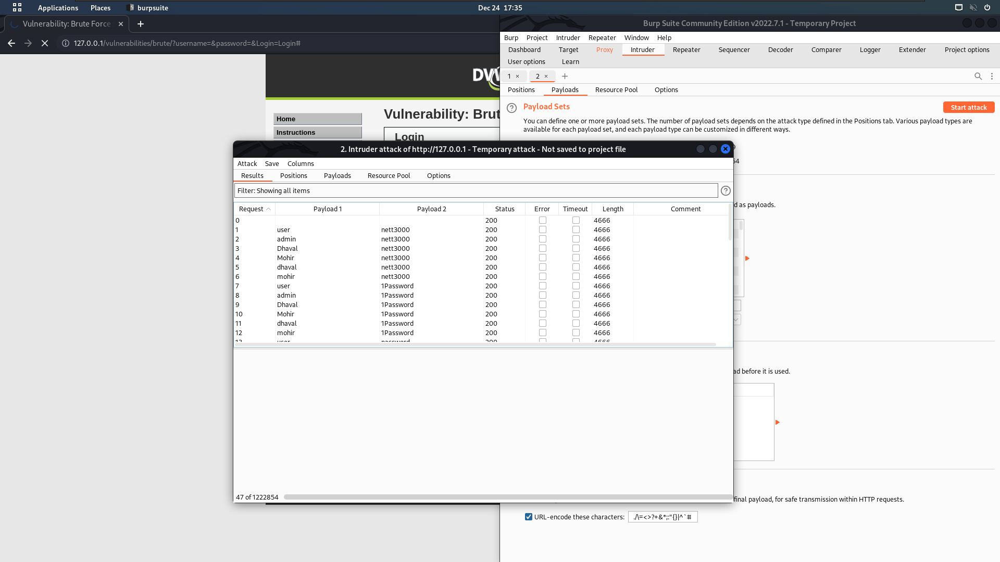 Applications Places burpsuite Dec 24 17:35
Vulnerability: Brute Force
127.0.0.1/vulnerabilities/brute/?username=&password=&Login=Login#
Home
Instructions
Vulnerability: Brut
Login
Burp Suite Community Edition v2022.7.1 - Temporary Project
Burp Project Intruder Repeater Window Help
Dashboard Target Proxy Intruder Repeater Sequencer Decoder Comparer Logger Extender Project options
User options Learn
1 × 2 × +
Positions Payloads Resource Pool Options
Payload Sets
Start attack
You can define one or more payload sets. The number of payload sets depends on the attack type defined in the Positions tab. Various payload types are
available for each payload set, and each payload type can be customized in different ways.
2. Intruder attack of http://127.0.0.1 - Temporary attack - Not saved to project file
Attack Save Columns
Results Positions Payloads Resource Pool Options
Filter: Showing all items
Request Payload 1 Payload 2 Status Error Timeout Length Comment
0 200 4666
1 user nett3000 200 4666
2 admin nett3000 200 4666
3 Dhaval nett3000 200 4666
4 Mohir nett3000 200 4666
5 dhaval nett3000 200 4666
6 mohir nett3000 200 4666
7 user 1Password 200 4666
8 admin 1Password 200 4666
9 Dhaval 1Password 200 4666
10 Mohir 1Password 200 4666
11 dhaval 1Password 200 4666
12 mohir 1Password 200 4666
13 user password 200 4666
47 of 1222854
54
d as payloads.
ad before it is used.
final payload, for safe transmission within HTTP requests.
URL-encode these characters: ./\=<>?+&*;:"{}|^`#